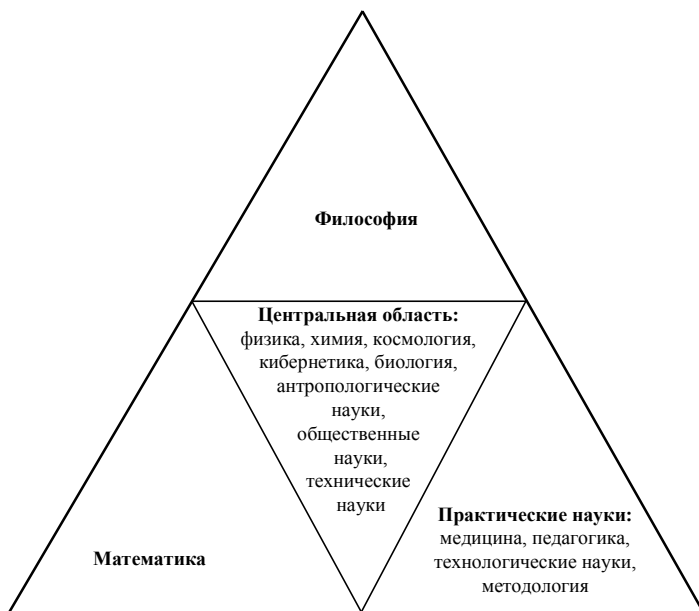 Философия
Центральная область:
физика, химия, космология,
кибернетика, биология,
антропологические
науки,
общественные
науки,
технические
науки
Математика
Практические науки:
медицина, педагогика,
технологические науки,
методология